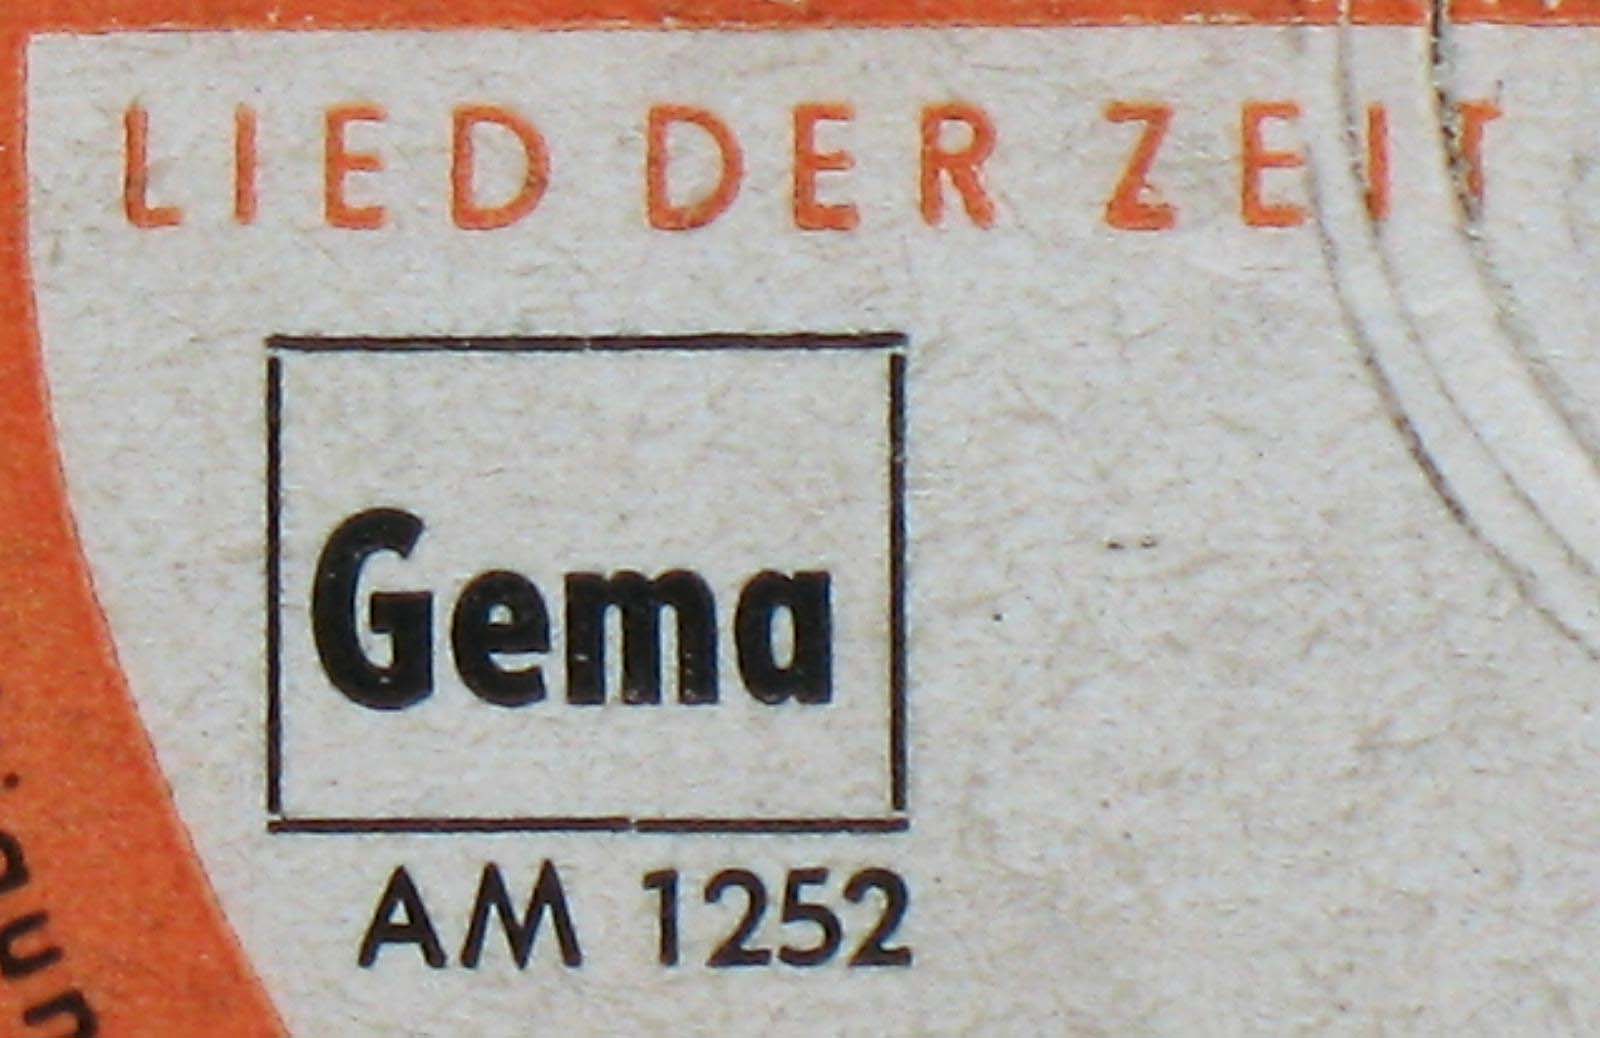 LIED DER ZEIT
Gema
AM 1252